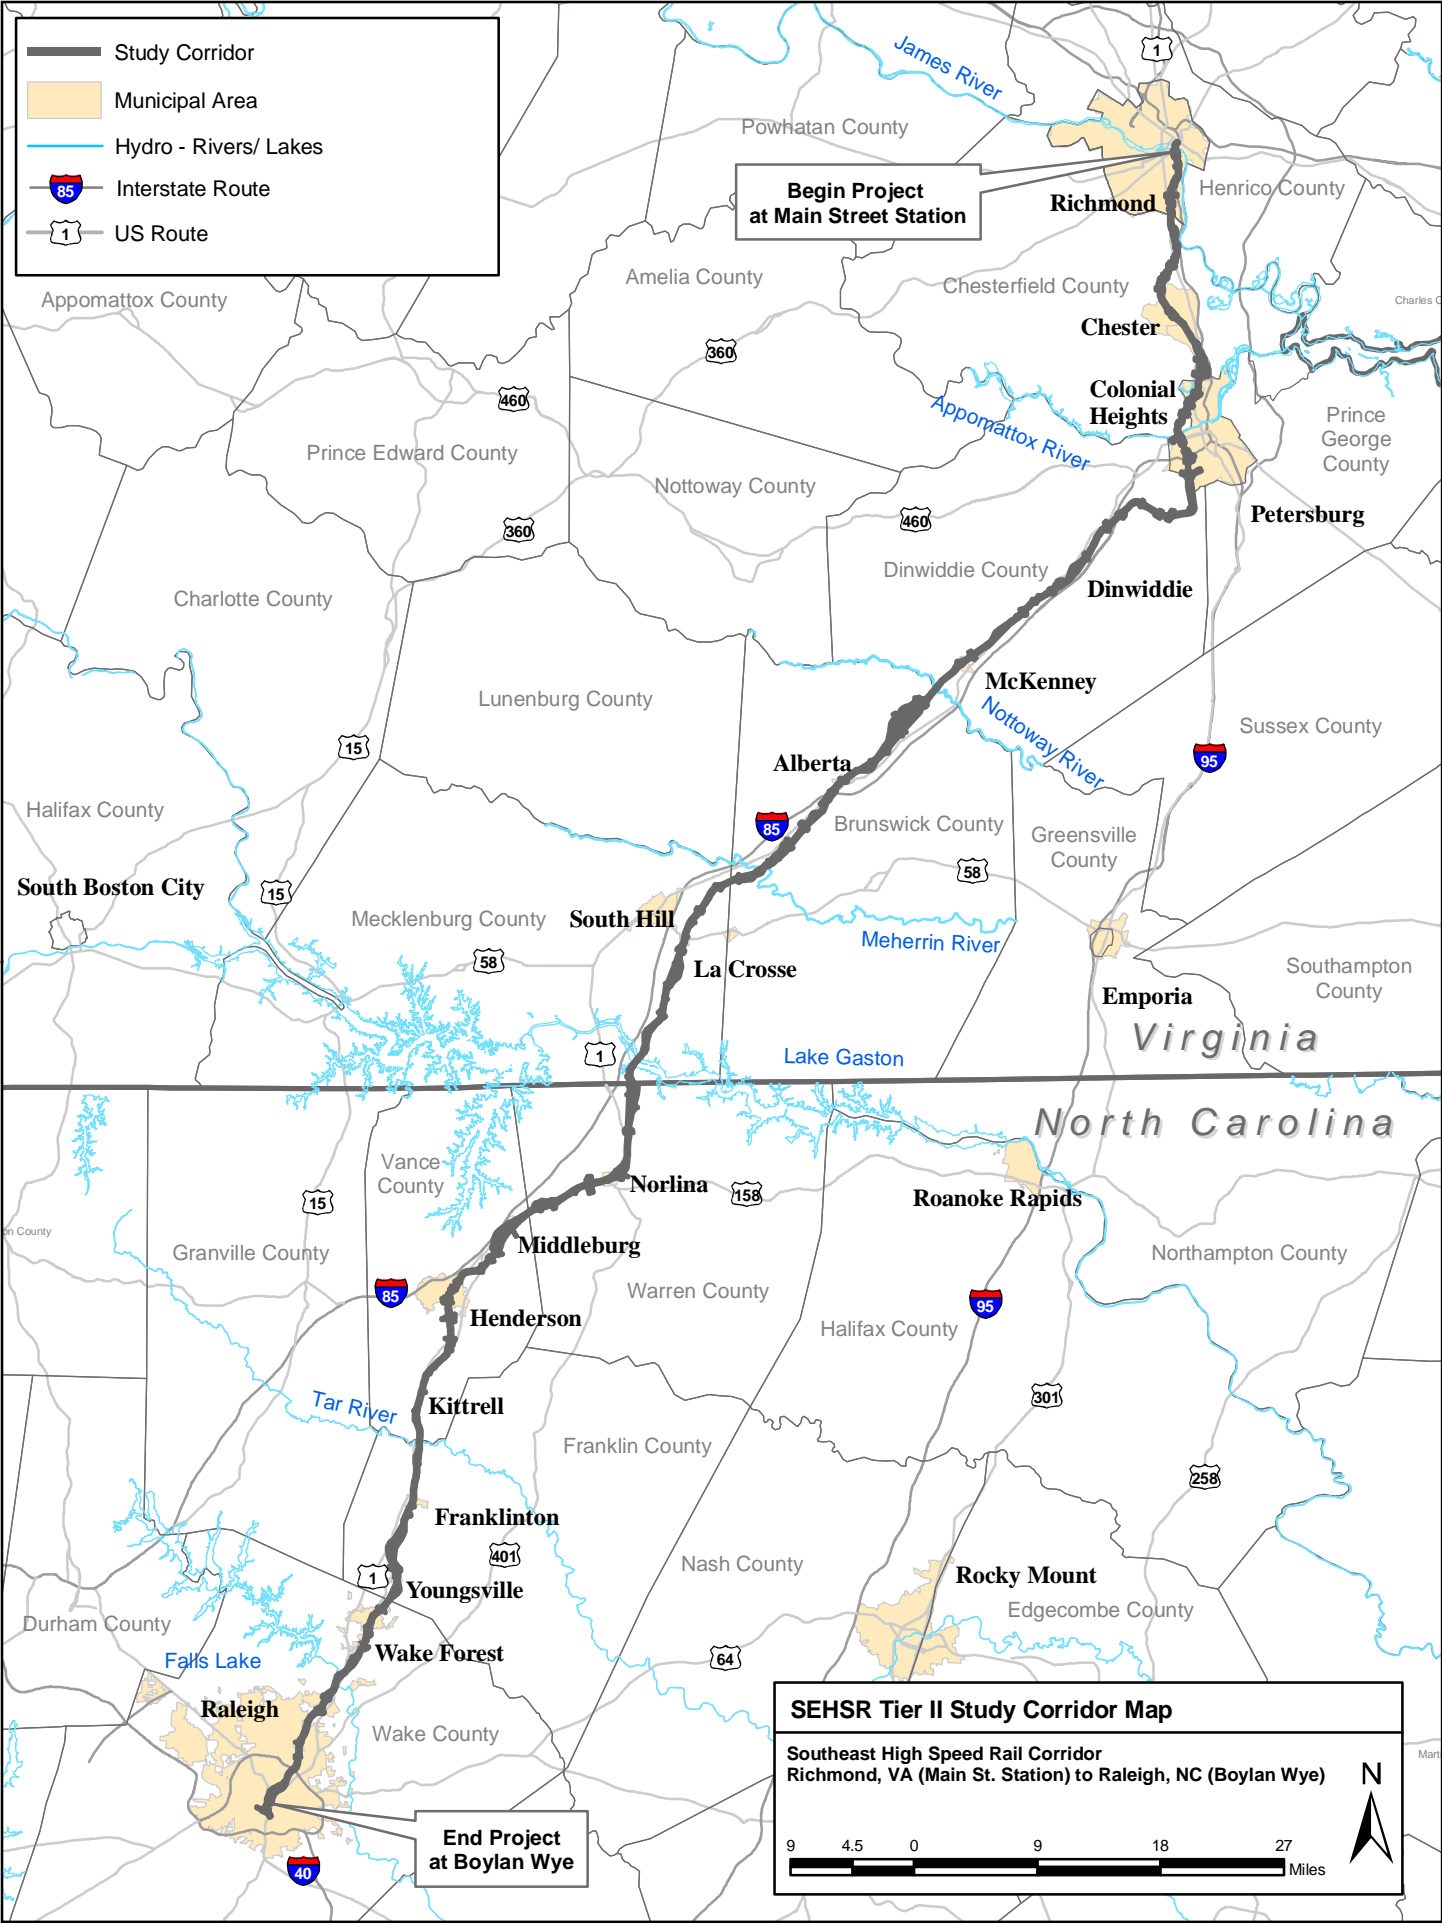 Study Corridor
Municipal Area
Hydro - Rivers/ Lakes
85
Interstate Route
1
US Route
James River
1
Powhatan County
Begin Project
at Main Street Station
Henrico County
Richmond
Amelia County
Chesterfield County
Appomattox County
Charles C
Chester
360
Colonial
Heights
460
Appomattox River
Prince
George
County
Prince Edward County
Nottoway County
360
460
Petersburg
Dinwiddie County
Dinwiddie
Charlotte County
McKenney
Lunenburg County
Nottoway River
Sussex County
15
95
Alberta
Halifax County
85
Brunswick County
Greensville
County
58
South Boston City
15
Mecklenburg County
South Hill
Meherrin River
58
La Crosse
Southampton
County
Emporia
Virginia
1
Lake Gaston
North Carolina
Vance
County
Norlina
158
Roanoke Rapids
15
on County
Granville County
Middleburg
Northampton County
85
Warren County
95
Henderson
Halifax County
Tar River
Kittrell
301
Franklin County
258
Franklinton
401
Nash County
1
Youngsville
Rocky Mount
Edgecombe County
Durham County
Wake Forest
64
Falls Lake
Raleigh
Wake County
SEHSR Tier II Study Corridor Map
Southeast High Speed Rail Corridor
Richmond, VA (Main St. Station) to Raleigh, NC (Boylan Wye)
N
Mart
9 4.5 0 9 18 27
Miles
End Project
at Boylan Wye
40